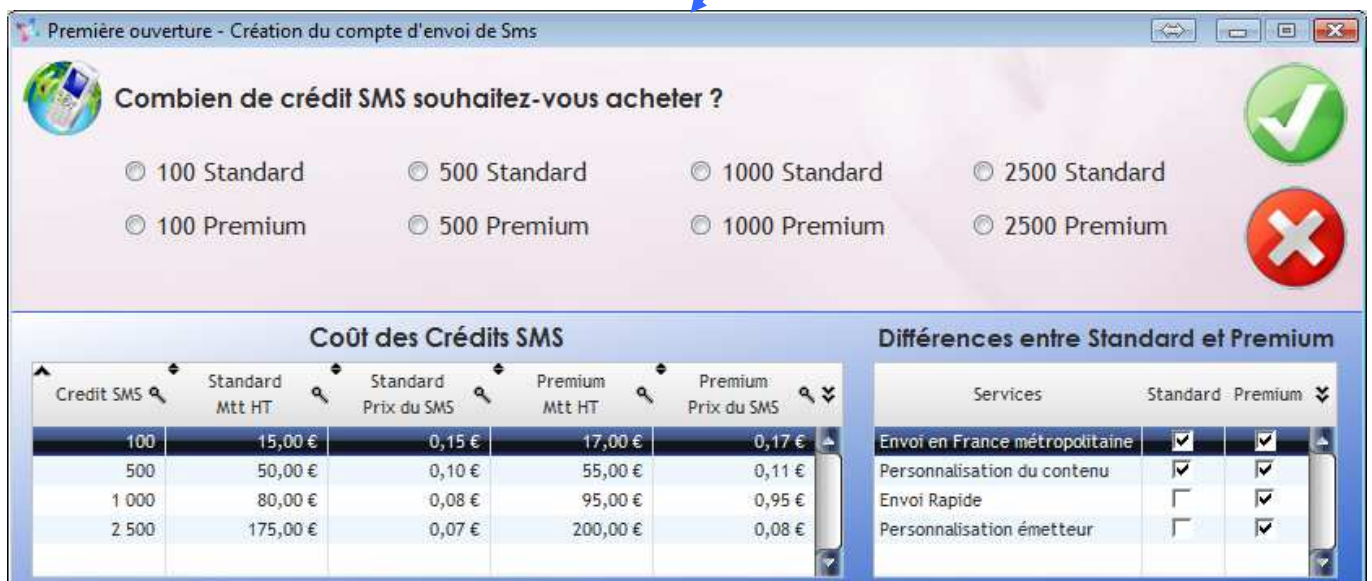 Première ouverture - Création du compte d'envoi de Sms
Combien de crédit SMS souhaitez-vous acheter ?
100 Standard 500 Standard 1000 Standard 2500 Standard
100 Premium 500 Premium 1000 Premium 2500 Premium
Coût des Crédits SMS Différences entre Standard et Premium
Credit SMS Standard Mtt HT Standard Prix du SMS Premium Mtt HT Premium Prix du SMS Services Standard Premium
100 15,00 € 0,15 € 17,00 € 0,17 € Envoi en France métropolitaine
500 50,00 € 0,10 € 55,00 € 0,11 € Personnalisation du contenu
1 000 80,00 € 0,08 € 95,00 € 0,95 € Envoi Rapide
2 500 175,00 € 0,07 € 200,00 € 0,08 € Personnalisation émetteur